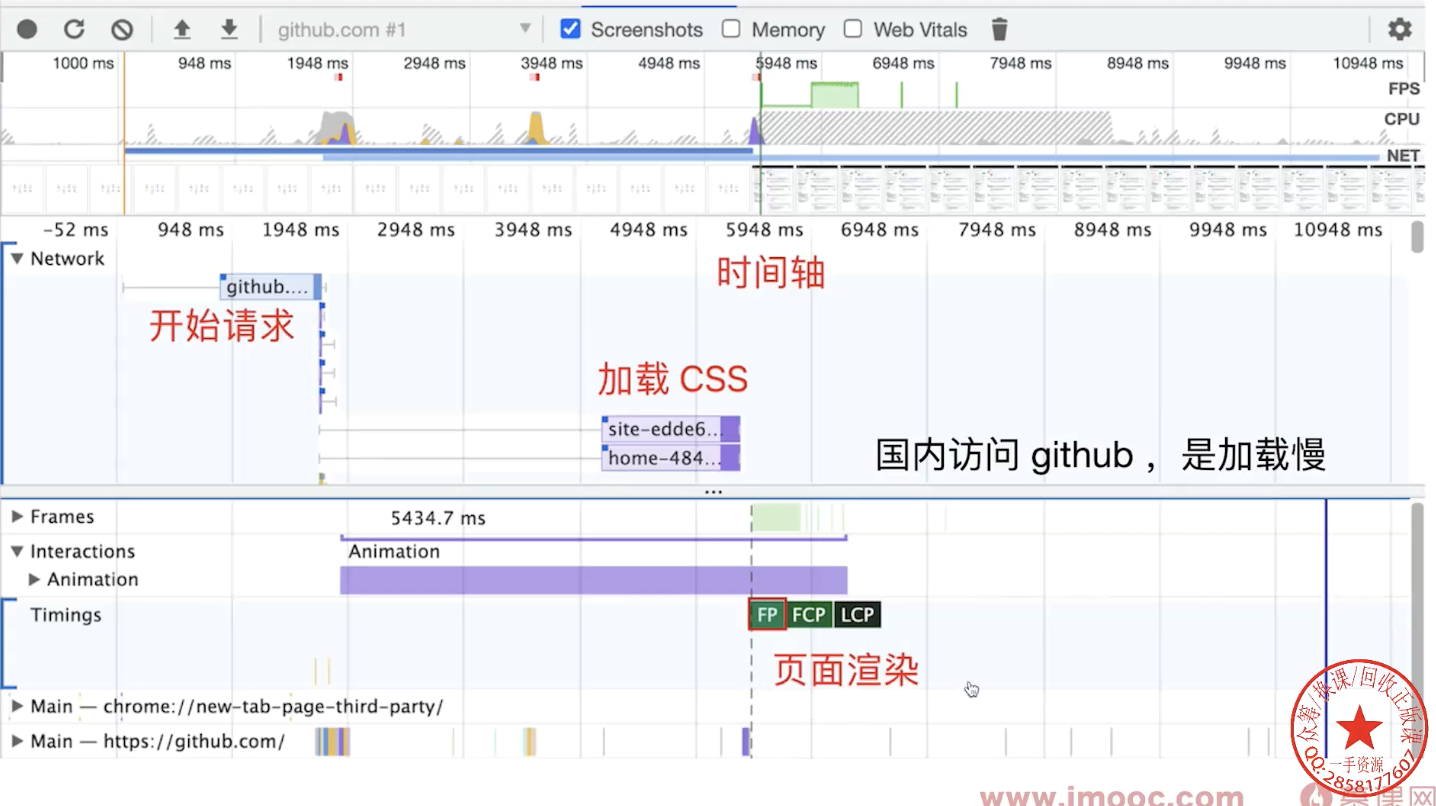 github.com #1
Screenshots
Memory
Web Vitals
1000 ms 948 ms 1948 ms 2948 ms 3948 ms 4948 ms 5948 ms 6948 ms 7948 ms 8948 ms 9948 ms 10948 ms
FPS
CPU
NET
-52 ms 948 ms 1948 ms 2948 ms 3948 ms 4948 ms 5948 ms 6948 ms 7948 ms 8948 ms 9948 ms 10948 ms
Network
时间轴
github....
开始请求
加载 CSS
site-edde6...
home-484...
国内访问 github ，是加载慢
...
Frames
5434.7 ms
Interactions
Animation
Animation
Timings
FP FCP LCP
页面渲染
Main — chrome://new-tab-page-third-party/
Main — https://github.com/
众筹/换课/回收正版课
一手资源
QQ:2858177607
www.imooc.com